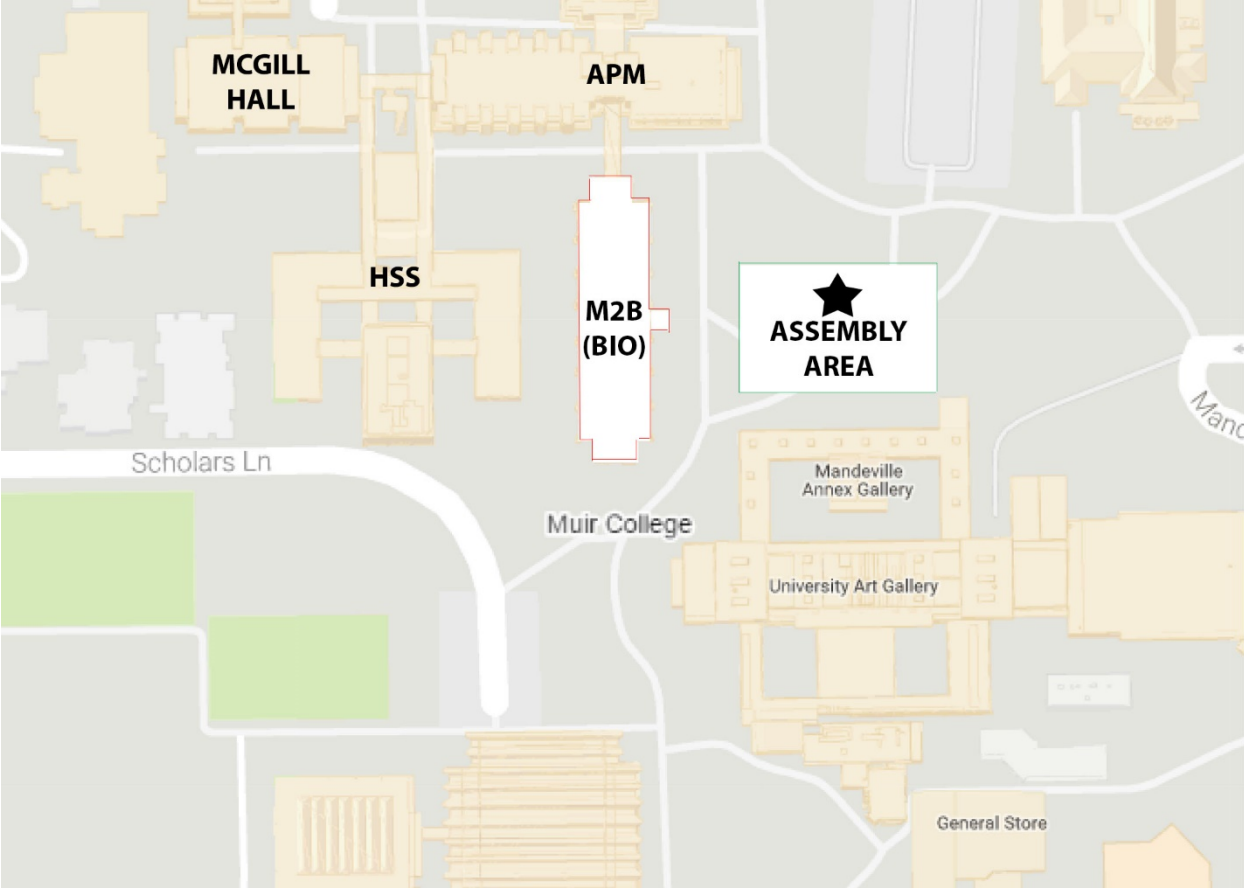 MCGILL
HALL
APM
HSS
M2B
(BIO)
ASSEMBLY
AREA
Scholars Ln
Mandeville
Annex Gallery
Muir College
University Art Gallery
General Store